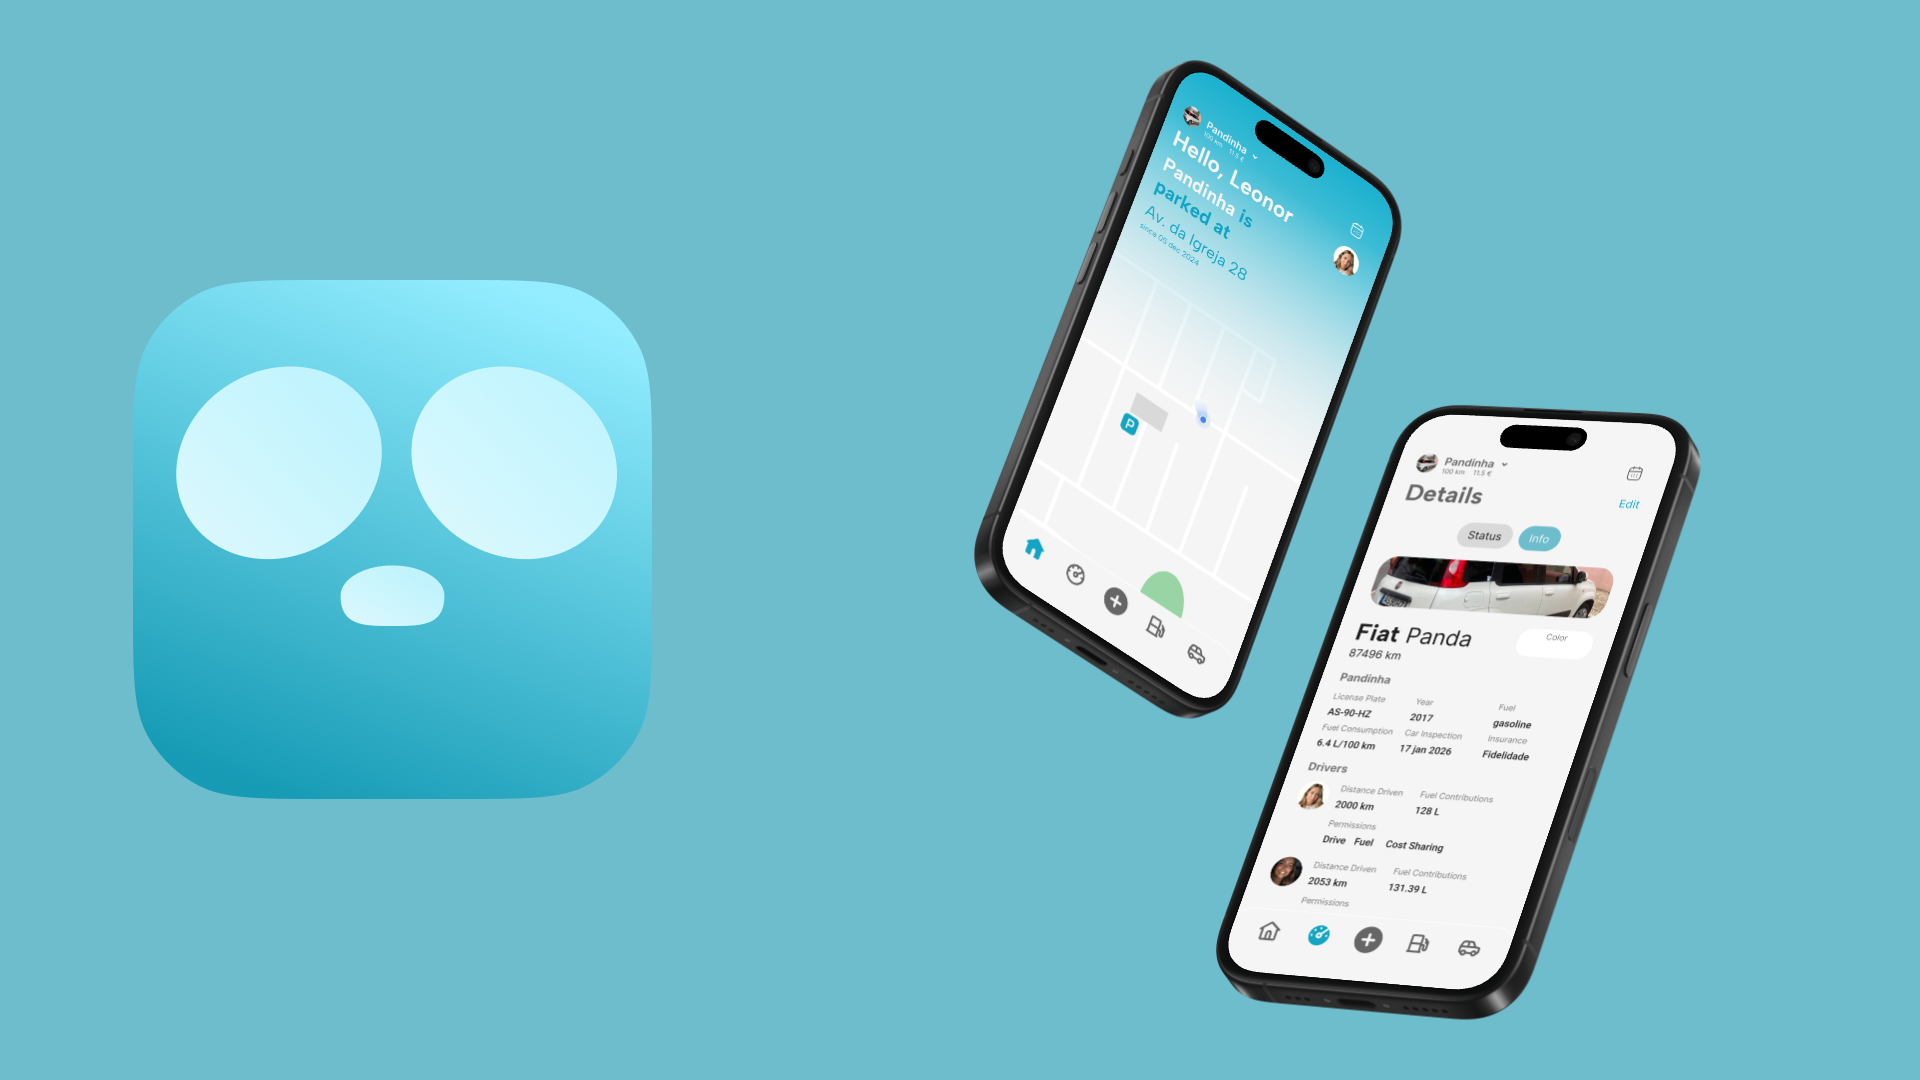 Pandinha
100 km 11.5 €
Hello, Leonor
Pandinha is
parked at
Av. da Igreja 28
since 05 dec 2024
P
Pandinha
100 km 11.5 €
Details
Edit
Status Info
Fiat Panda
Color
87496 km
Pandinha
License Plate Year Fuel
AS-90-HZ 2017 gasoline
Fuel Consumption Car Inspection Insurance
6.4 L/100 km 17 jan 2026 Fidelidade
Drivers
Distance Driven Fuel Contributions
2000 km 128 L
Permissions
Drive Fuel Cost Sharing
Distance Driven Fuel Contributions
2053 km 131.39 L
Permissions